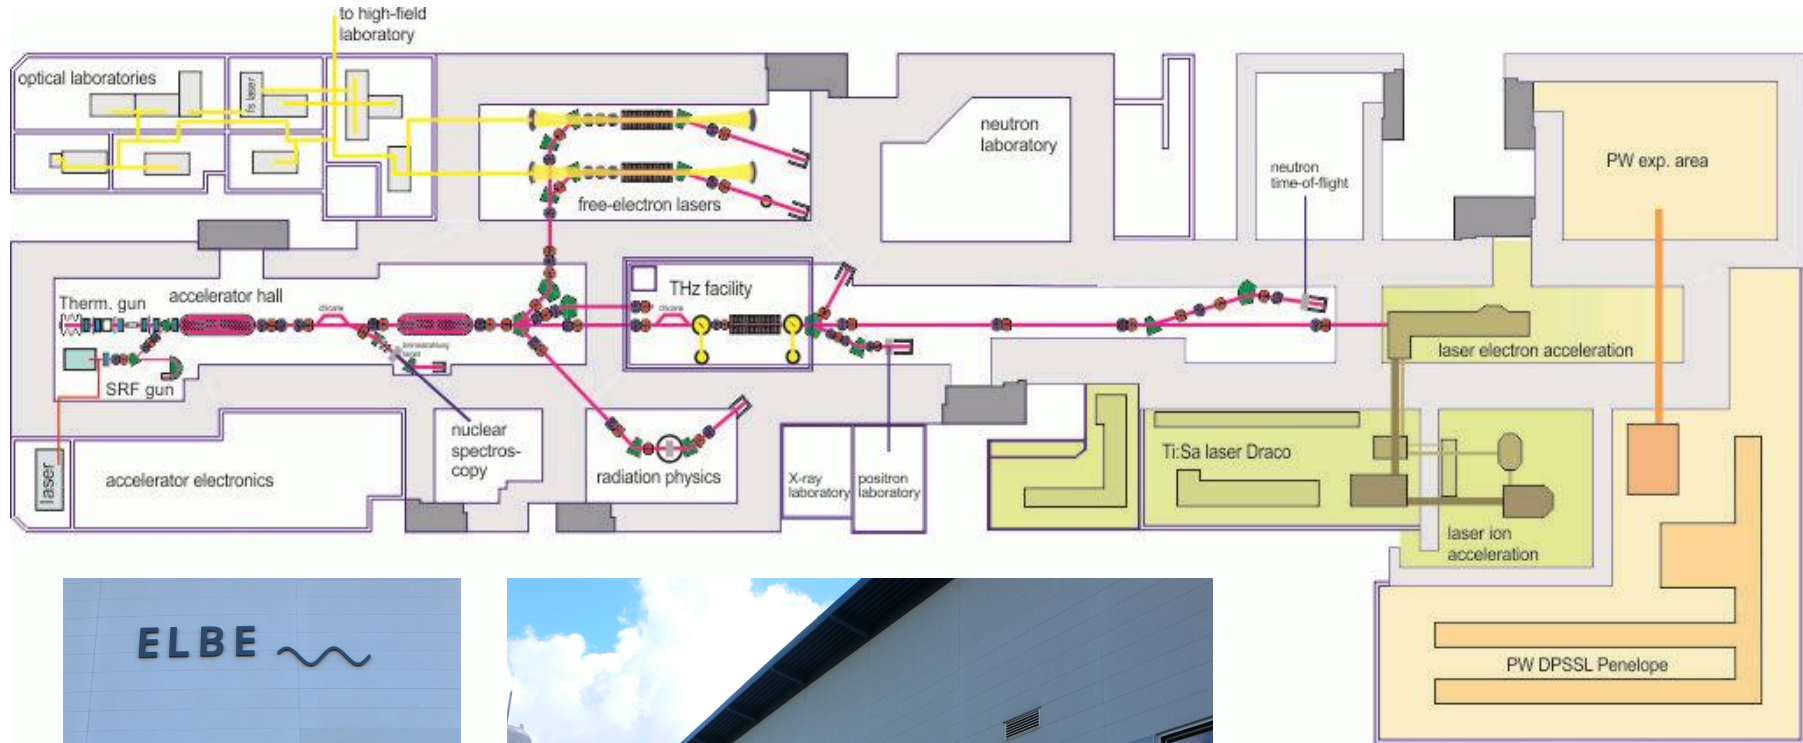 to high-field
laboratory
optical laboratories
fs laser
free-electron lasers
neutron
laboratory
neutron
time-of-flight
PW exp. area
Therm. gun
accelerator hall
chicane
SRF gun
THz facility
chicane
laser electron acceleration
laser
accelerator electronics
nuclear
spectros-
copy
radiation physics
X-ray
laboratory
positron
laboratory
Ti:Sa laser Draco
laser ion
acceleration
PW DPSSL Penelope
ELBE